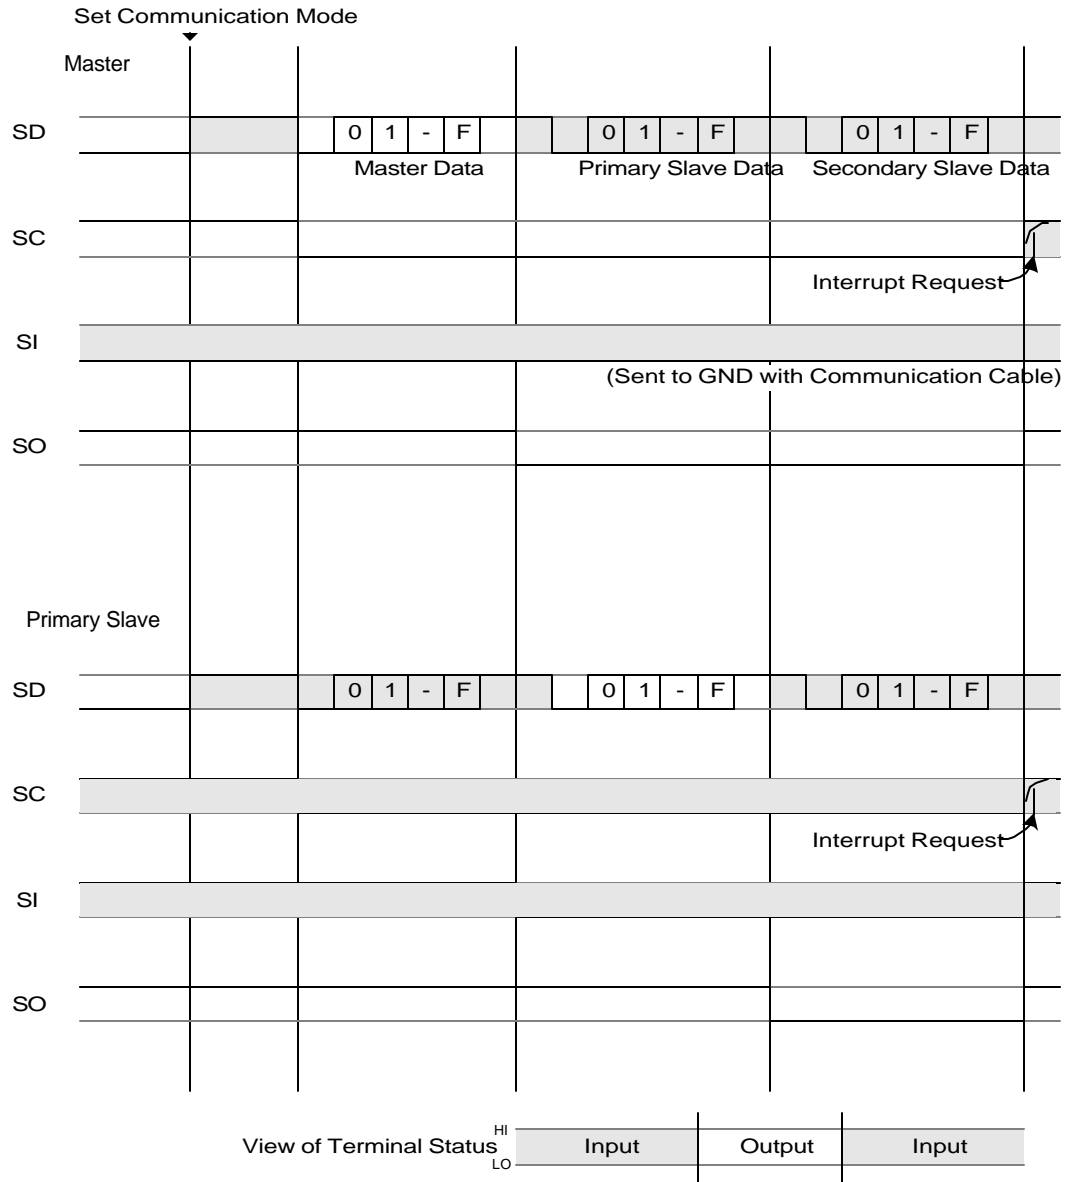 Set Communication Mode
Master
SD
0 1 - F
0 1 - F
0 1 - F
Master Data
Primary Slave Data
Secondary Slave Data
SC
Interrupt Request
SI
(Sent to GND with Communication Cable)
SO
Primary Slave
SD
0 1 - F
0 1 - F
0 1 - F
SC
Interrupt Request
SI
SO
View of Terminal Status
HI
LO
Input
Output
Input